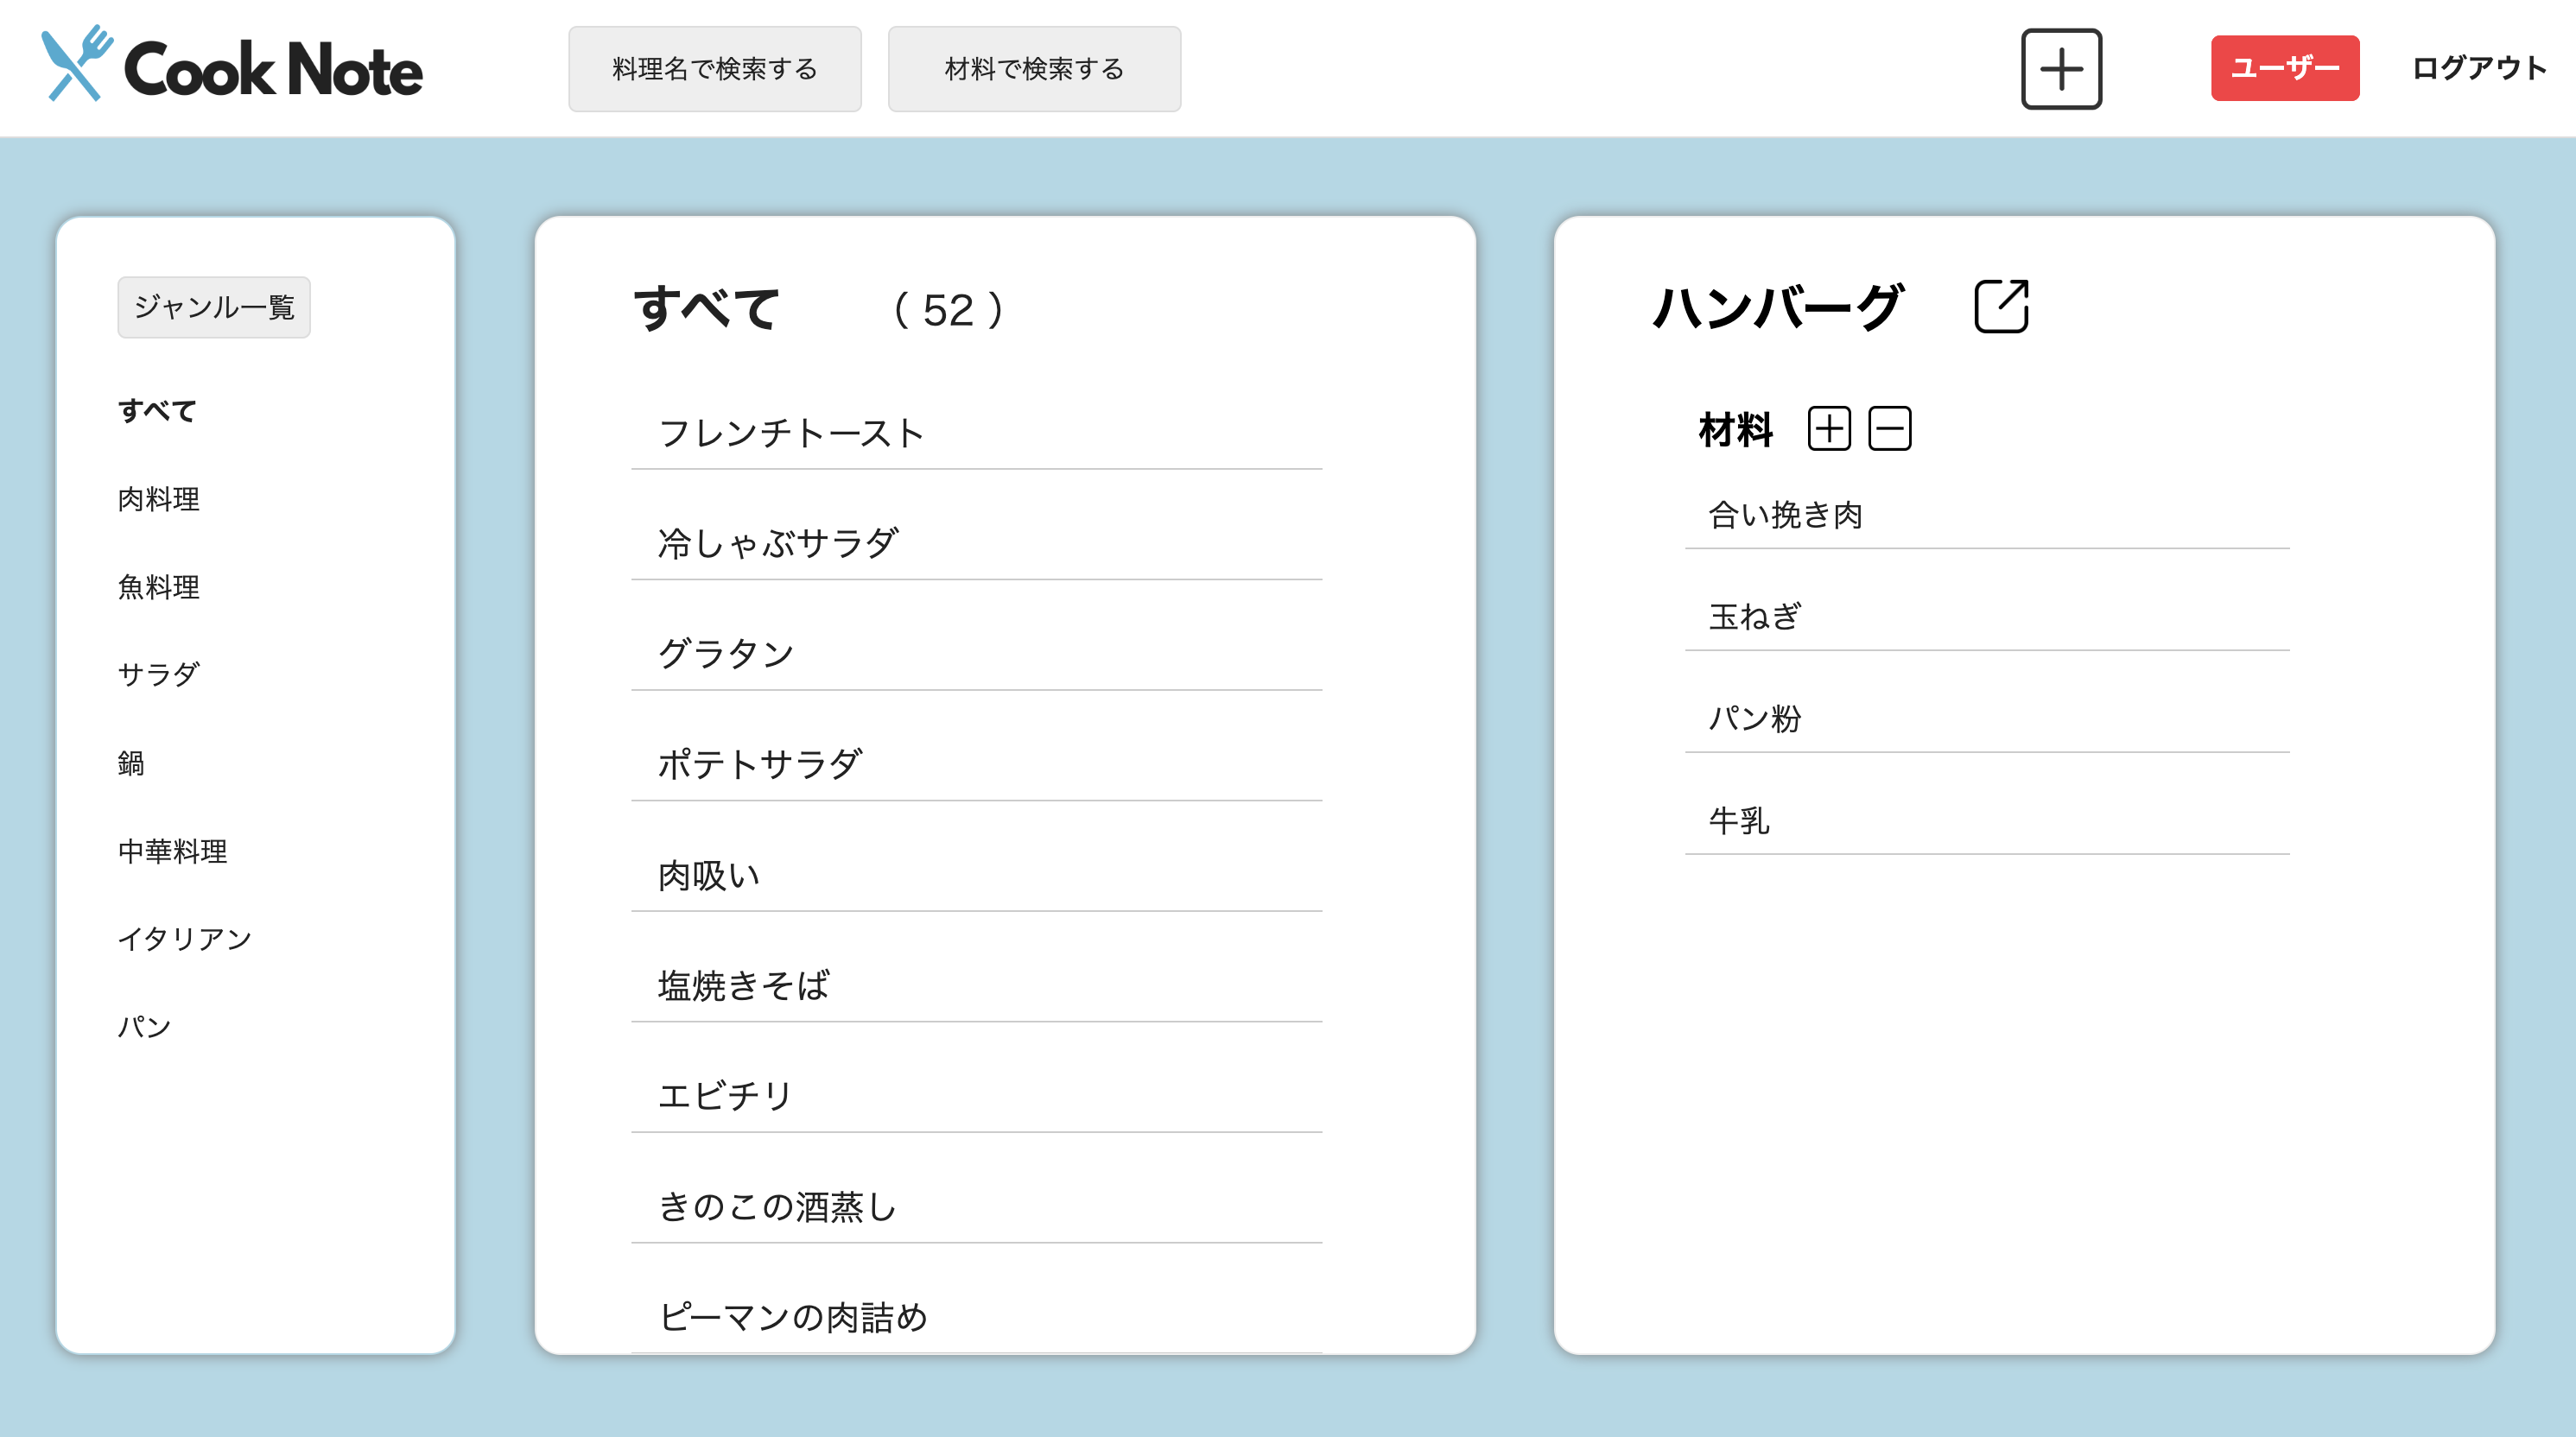 Cook Note
料理名で検索する
材料で検索する
ユーザー
ログアウト
ジャンル一覧
すべて
肉料理
魚料理
サラダ
鍋
中華料理
イタリアン
パン
すべて （ 52 ）
フレンチトースト
冷しゃぶサラダ
グラタン
ポテトサラダ
肉吸い
塩焼きそば
エビチリ
きのこの酒蒸し
ピーマンの肉詰め
ハンバーグ
材料
合い挽き肉
玉ねぎ
パン粉
牛乳